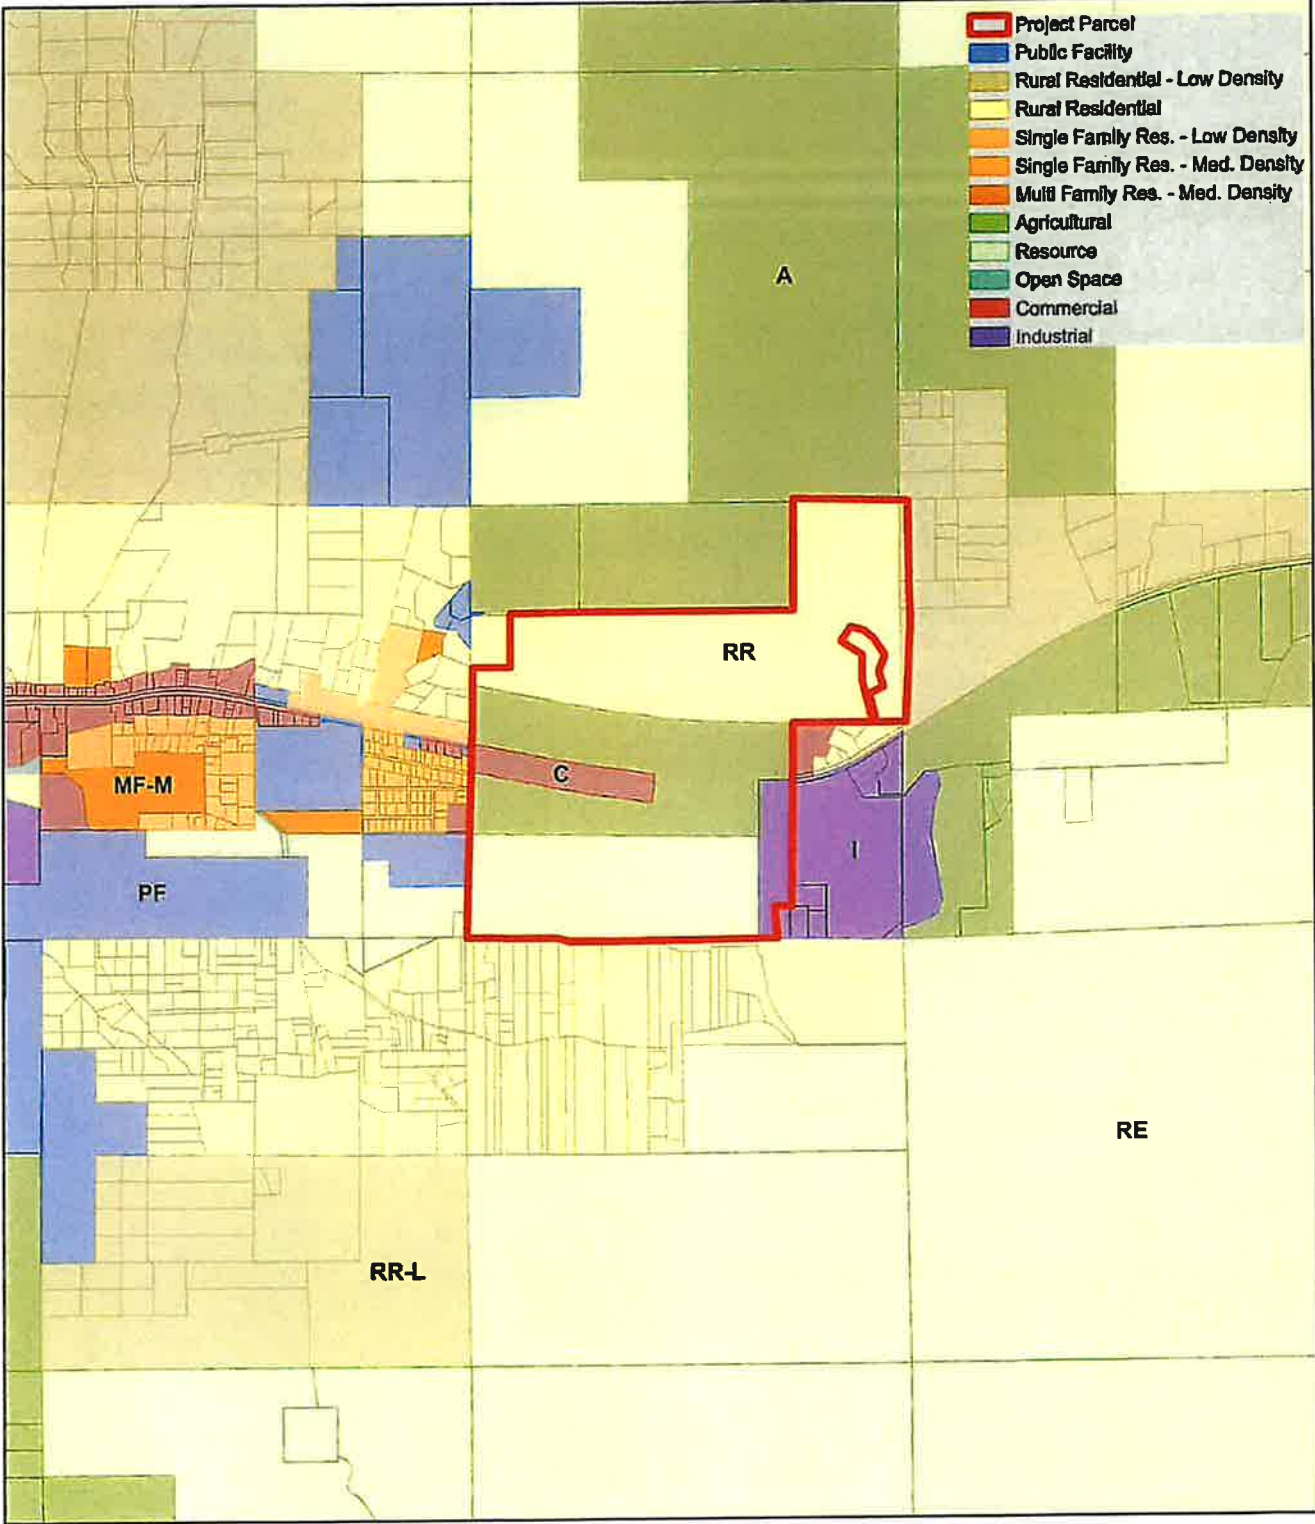 Project Parcel
Public Facility
Rural Residential - Low Density
Rural Residential
Single Family Res. - Low Density
Single Family Res. - Med. Density
Multi Family Res. - Med. Density
Agricultural
Resource
Open Space
Commercial
Industrial
A
RR
C
MF-M
I
PF
RE
RR-L